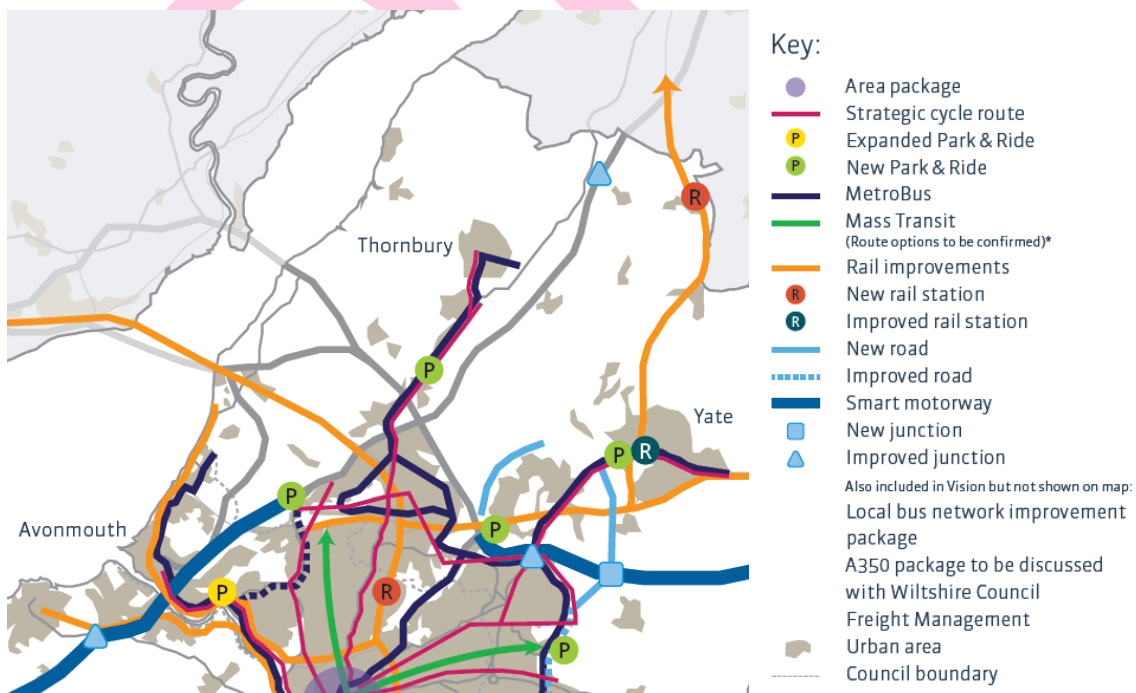 Key:
Area package
Strategic cycle route
P Expanded Park & Ride
P New Park & Ride
MetroBus
Mass Transit
(Route options to be confirmed)*
Rail improvements
R New rail station
R Improved rail station
New road
Improved road
Smart motorway
New junction
Improved junction
Also included in Vision but not shown on map:
Local bus network improvement
package
A350 package to be discussed
with Wiltshire Council
Freight Management
Urban area
Council boundary
R
Thornbury
P
Yate
P R
P
P
Avonmouth
P
R
P